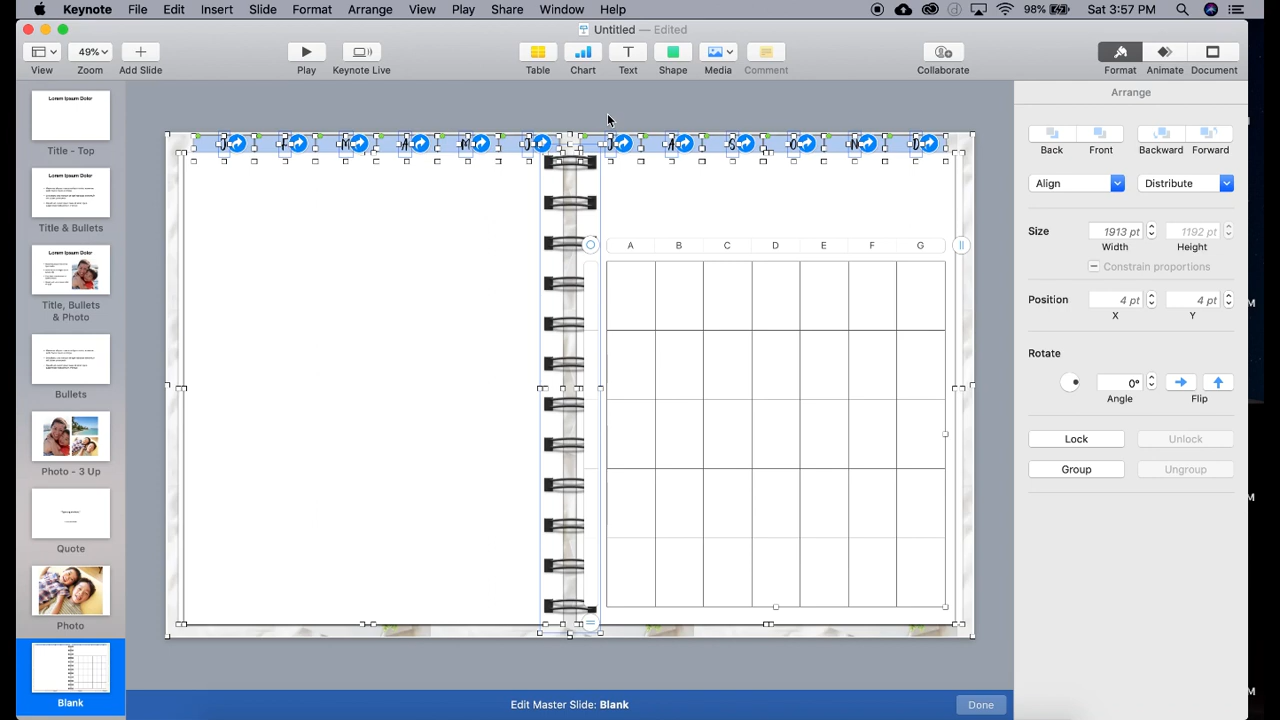 Keynote File Edit Insert Slide Format Arrange View Play Share Window Help 98% Sat 3:57 PM
Untitled — Edited
49%
View Zoom Add Slide Play Keynote Live Table Chart Text Shape Media Comment Collaborate Format Animate Document
Lorem Ipsum Dolor
Title - Top
Title & Bullets
Lorem Ipsum Dolor
Title, Bullets
& Photo
Bullets
Photo - 3 Up
Quote
Photo
Blank
J F M A M J J A S O N D
A B C D E F G
Edit Master Slide: Blank
Done
Arrange
Back Front Backward Forward
Align Distribute
Size 1913 pt 1192 pt
Width Height
Constrain proportions
Position 4 pt 4 pt
X Y
Rotate
0°
Angle Flip
Lock Unlock
Group Ungroup
M
M
M